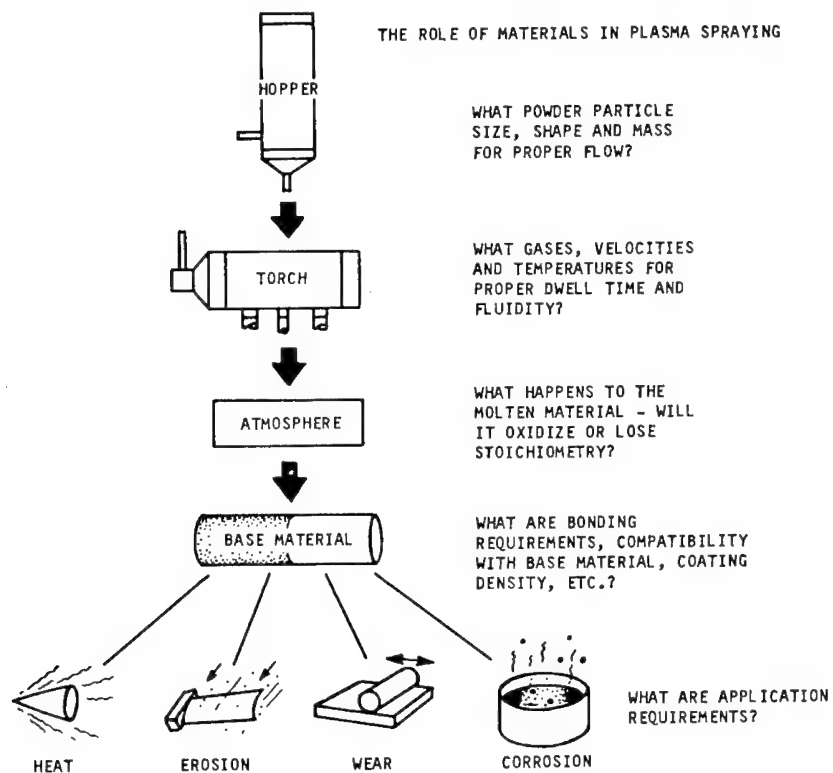 THE ROLE OF MATERIALS IN PLASMA SPRAYING
HOPPER
WHAT POWDER PARTICLE
SIZE, SHAPE AND MASS
FOR PROPER FLOW?
TORCH
WHAT GASES, VELOCITIES
AND TEMPERATURES FOR
PROPER DWELL TIME AND
FLUIDITY?
ATMOSPHERE
WHAT HAPPENS TO THE
MOLTEN MATERIAL - WILL
IT OXIDIZE OR LOSE
STOICHIOMETRY?
BASE MATERIAL
WHAT ARE BONDING
REQUIREMENTS, COMPATIBILITY
WITH BASE MATERIAL, COATING
DENSITY, ETC.?
WHAT ARE APPLICATION
REQUIREMENTS?
HEAT
EROSION
WEAR
CORROSION